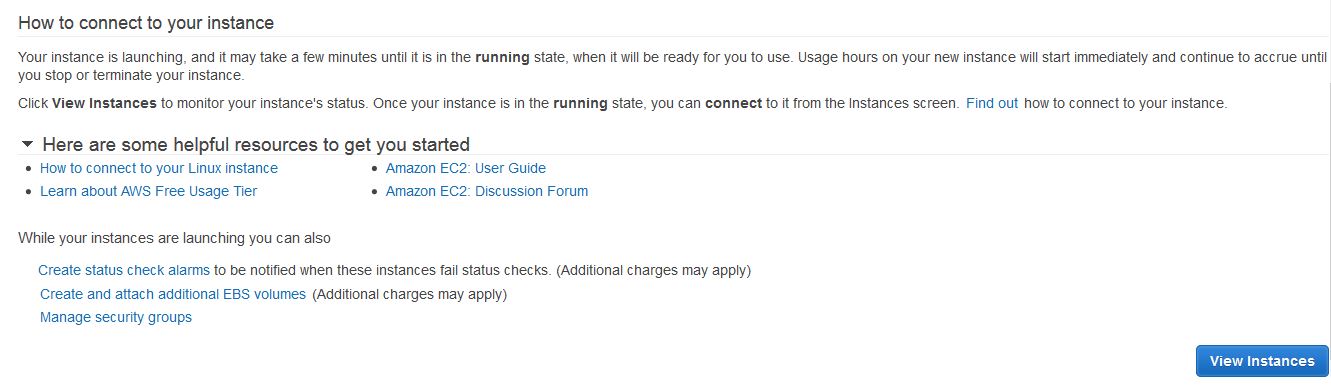 How to connect to your instance
Your instance is launching, and it may take a few minutes until it is in the running state, when it will be ready for you to use. Usage hours on your new instance will start immediately and continue to accrue until
you stop or terminate your instance.
Click View Instances to monitor your instance's status. Once your instance is in the running state, you can connect to it from the Instances screen. Find out how to connect to your instance.
Here are some helpful resources to get you started
• How to connect to your Linux instance
• Learn about AWS Free Usage Tier
• Amazon EC2: User Guide
• Amazon EC2: Discussion Forum
While your instances are launching you can also
Create status check alarms to be notified when these instances fail status checks. (Additional charges may apply)
Create and attach additional EBS volumes (Additional charges may apply)
Manage security groups
View Instances